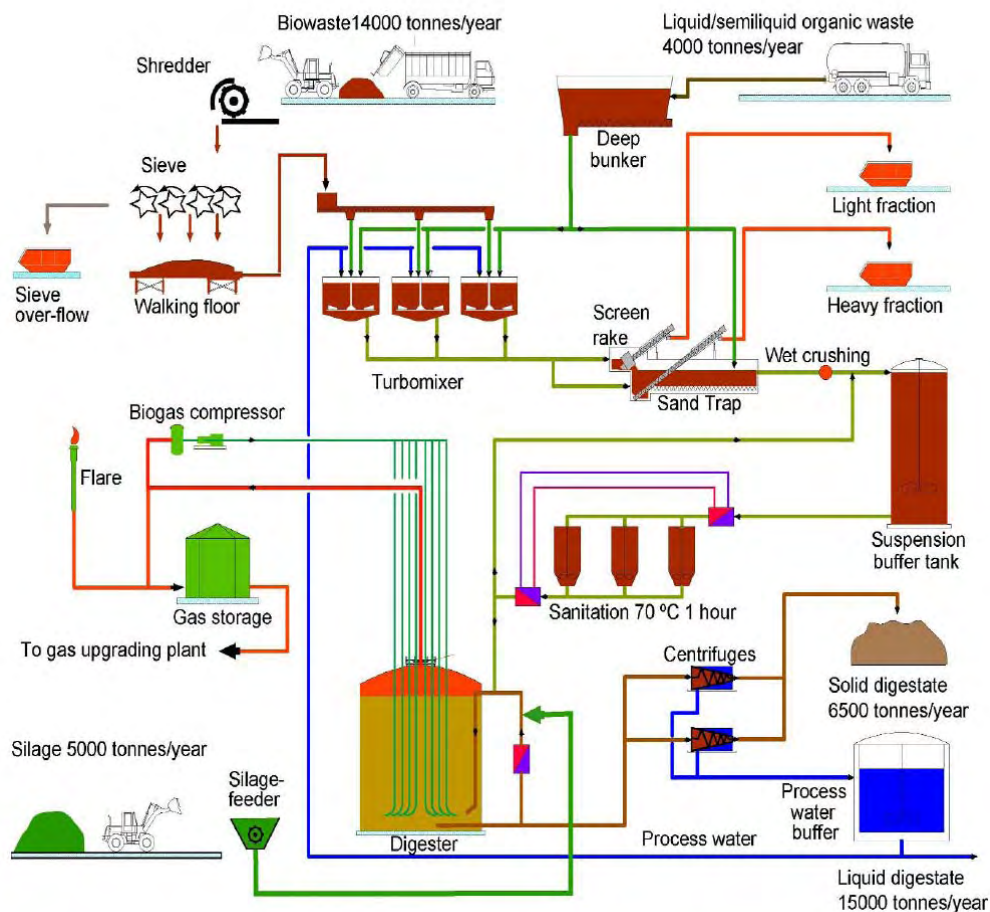 Biowaste14000 tonnes/year
Liquid/semiliquid organic waste
4000 tonnes/year
Shredder
Deep
bunker
Sieve
Light fraction
Sieve
over-flow
Walking floor
Heavy fraction
Screen
rake
Wet crushing
Turbomixer
Sand Trap
Biogas compressor
Flare
Suspension
buffer tank
Gas storage
Sanitation 70 ºC 1 hour
To gas upgrading plant
Centrifuges
Solid digestate
6500 tonnes/year
Silage 5000 tonnes/year
Silage-
feeder
Process
water
buffer
Digester
Process water
Liquid digestate
15000 tonnes/year